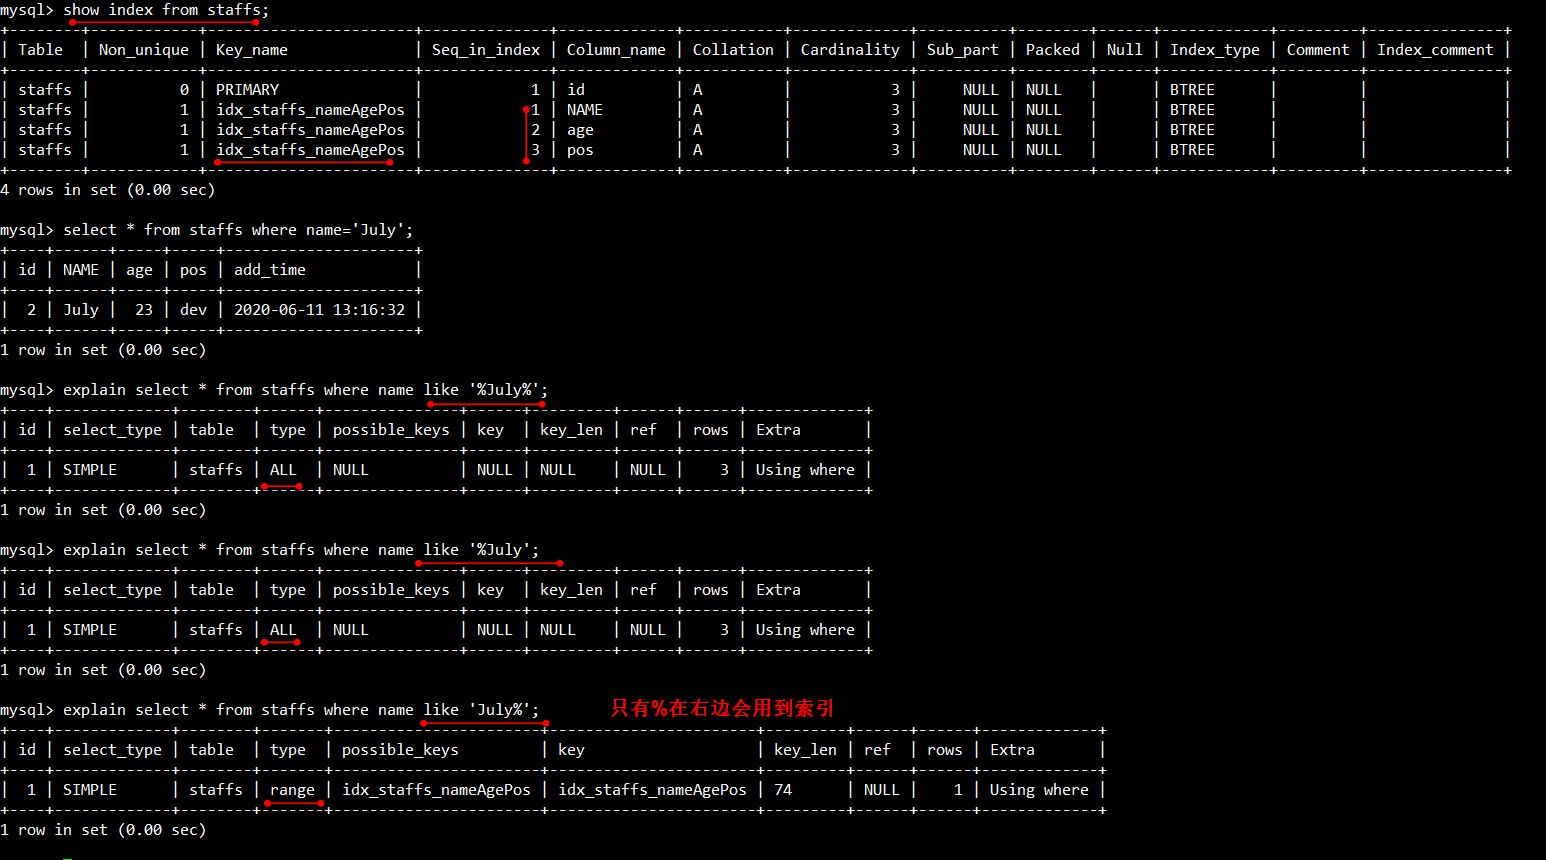 mysql> show index from staffs;
+--------+------------+-----------------------+--------------+-------------+-----------+-------------+----------+--------+------+------------+---------+---------------+
| Table  | Non_unique | Key_name              | Seq_in_index | Column_name | Collation | Cardinality | Sub_part | Packed | Null | Index_type | Comment | Index_comment |
+--------+------------+-----------------------+--------------+-------------+-----------+-------------+----------+--------+------+------------+---------+---------------+
| staffs |          0 | PRIMARY               |            1 | id          | A         |           3 |     NULL | NULL   |      | BTREE      |         |               |
| staffs |          1 | idx_staffs_nameAgePos |            1 | NAME        | A         |           3 |     NULL | NULL   |      | BTREE      |         |               |
| staffs |          1 | idx_staffs_nameAgePos |            2 | age         | A         |           3 |     NULL | NULL   |      | BTREE      |         |               |
| staffs |          1 | idx_staffs_nameAgePos |            3 | pos         | A         |           3 |     NULL | NULL   |      | BTREE      |         |               |
+--------+------------+-----------------------+--------------+-------------+-----------+-------------+----------+--------+------+------------+---------+---------------+
4 rows in set (0.00 sec)
mysql> select * from staffs where name='July';
+----+------+-----+-----+---------------------+
| id | NAME | age | pos | add_time            |
+----+------+-----+-----+---------------------+
|  2 | July |  23 | dev | 2020-06-11 13:16:32 |
+----+------+-----+-----+---------------------+
1 row in set (0.00 sec)
mysql> explain select * from staffs where name like '%July%';
+----+-------------+--------+------+---------------+------+---------+------+------+-------------+
| id | select_type | table  | type | possible_keys | key  | key_len | ref  | rows | Extra       |
+----+-------------+--------+------+---------------+------+---------+------+------+-------------+
|  1 | SIMPLE      | staffs | ALL  | NULL          | NULL | NULL    | NULL |    3 | Using where |
+----+-------------+--------+------+---------------+------+---------+------+------+-------------+
1 row in set (0.00 sec)
mysql> explain select * from staffs where name like '%July';
+----+-------------+--------+------+---------------+------+---------+------+------+-------------+
| id | select_type | table  | type | possible_keys | key  | key_len | ref  | rows | Extra       |
+----+-------------+--------+------+---------------+------+---------+------+------+-------------+
|  1 | SIMPLE      | staffs | ALL  | NULL          | NULL | NULL    | NULL |    3 | Using where |
+----+-------------+--------+------+---------------+------+---------+------+------+-------------+
1 row in set (0.00 sec)
mysql> explain select * from staffs where name like 'July%'; 只有%在右边会用到索引
+----+-------------+--------+-------+-----------------------+-----------------------+---------+------+------+-------------+
| id | select_type | table  | type  | possible_keys         | key                   | key_len | ref  | rows | Extra       |
+----+-------------+--------+-------+-----------------------+-----------------------+---------+------+------+-------------+
|  1 | SIMPLE      | staffs | range | idx_staffs_nameAgePos | idx_staffs_nameAgePos | 74      | NULL |    1 | Using where |
+----+-------------+--------+-------+-----------------------+-----------------------+---------+------+------+-------------+
1 row in set (0.00 sec)